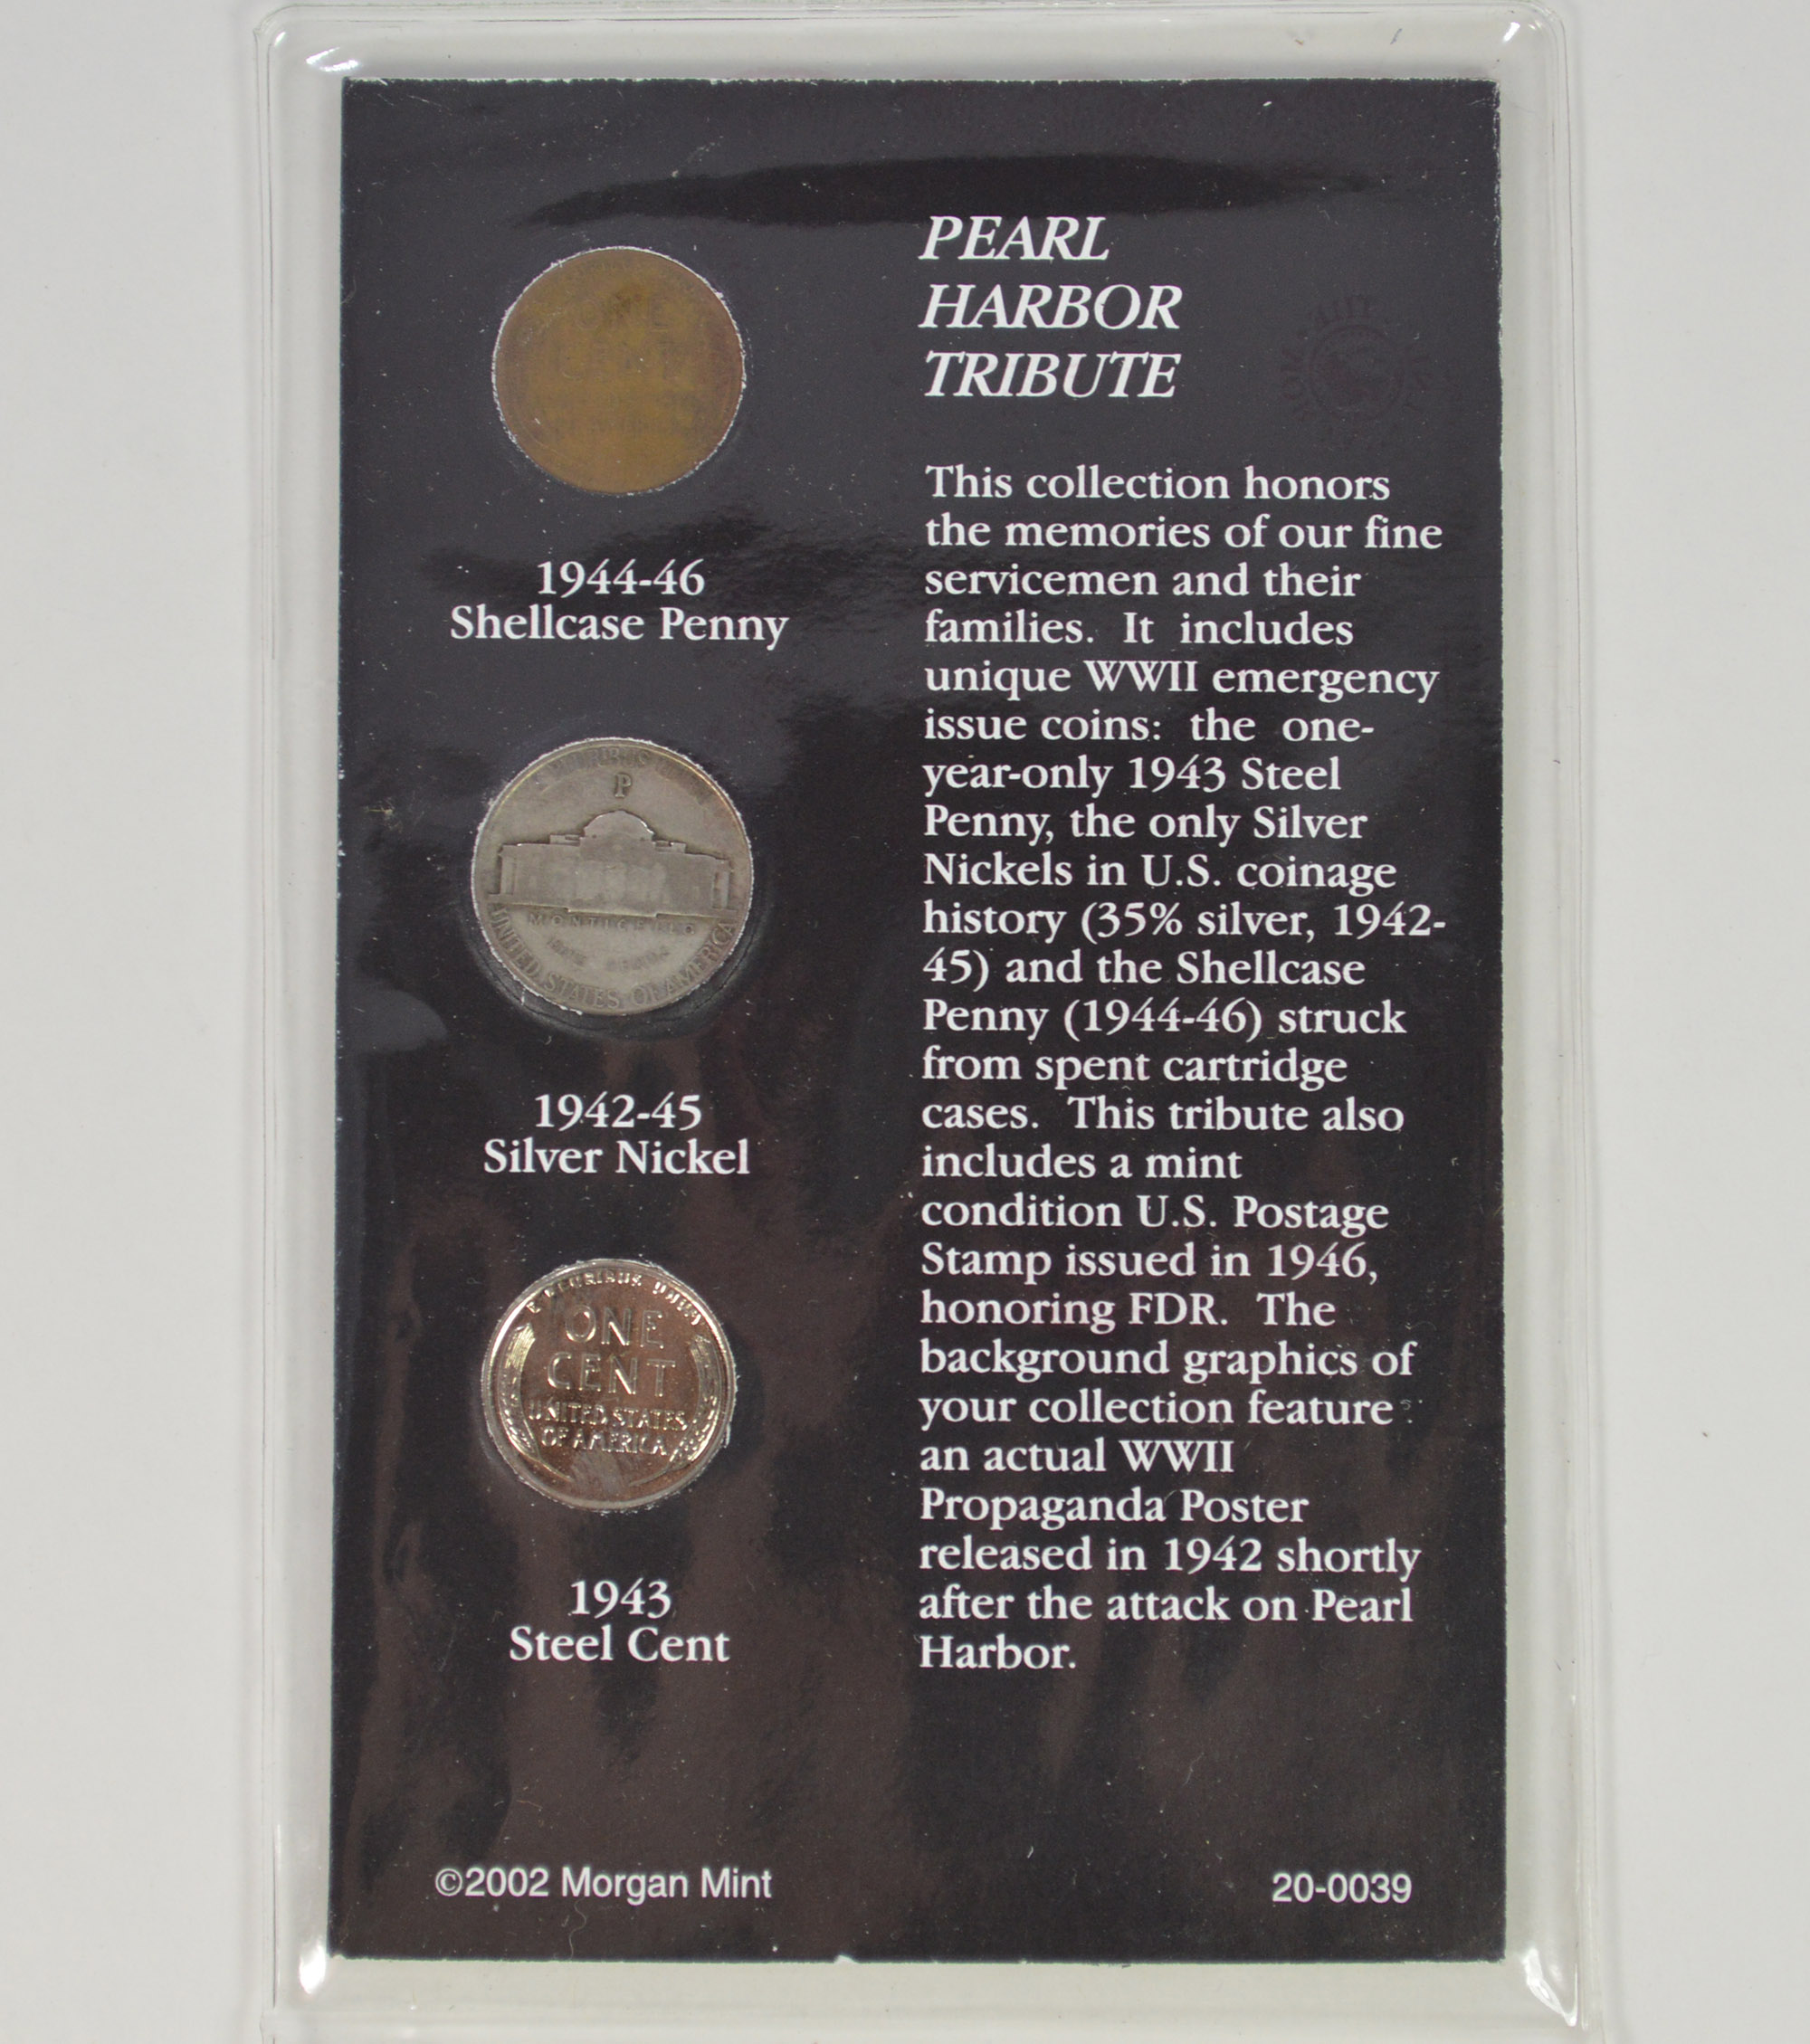 PEARL
HARBOR
TRIBUTE
This collection honors
the memories of our fine
servicemen and their
families. It includes
unique WWII emergency
issue coins: the one-
year-only 1943 Steel
Penny, the only Silver
Nickels in U.S. coinage
history (35% silver, 1942-
45) and the Shellcase
Penny (1944-46) struck
from spent cartridge
cases. This tribute also
includes a mint
condition U.S. Postage
Stamp issued in 1946,
honoring FDR. The
background graphics of
your collection feature
an actual WWII
Propaganda Poster
released in 1942 shortly
after the attack on Pearl
Harbor.
ONE
CENT
1944-46
Shellcase Penny
P
MONTICELLO
UNITED STATES OF AMERICA
1942-45
Silver Nickel
E PLURIBUS UNUM
ONE
CENT
UNITED STATES
OF AMERICA
1943
Steel Cent
©2002 Morgan Mint
20-0039